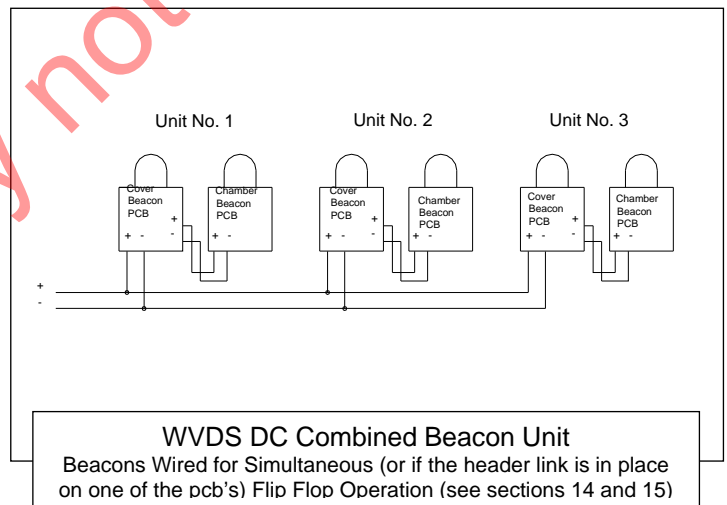 y not
Unit No. 1
Unit No. 2
Unit No. 3
Cover
Beacon
PCB
+
-
+ -
Chamber
Beacon
PCB
+ -
Cover
Beacon
PCB
+
-
+ -
Chamber
Beacon
PCB
+ -
Cover
Beacon
PCB
+
-
+ -
Chamber
Beacon
PCB
+ -
+
-
WVDS DC Combined Beacon Unit
Beacons Wired for Simultaneous (or if the header link is in place
on one of the pcb's) Flip Flop Operation (see sections 14 and 15)